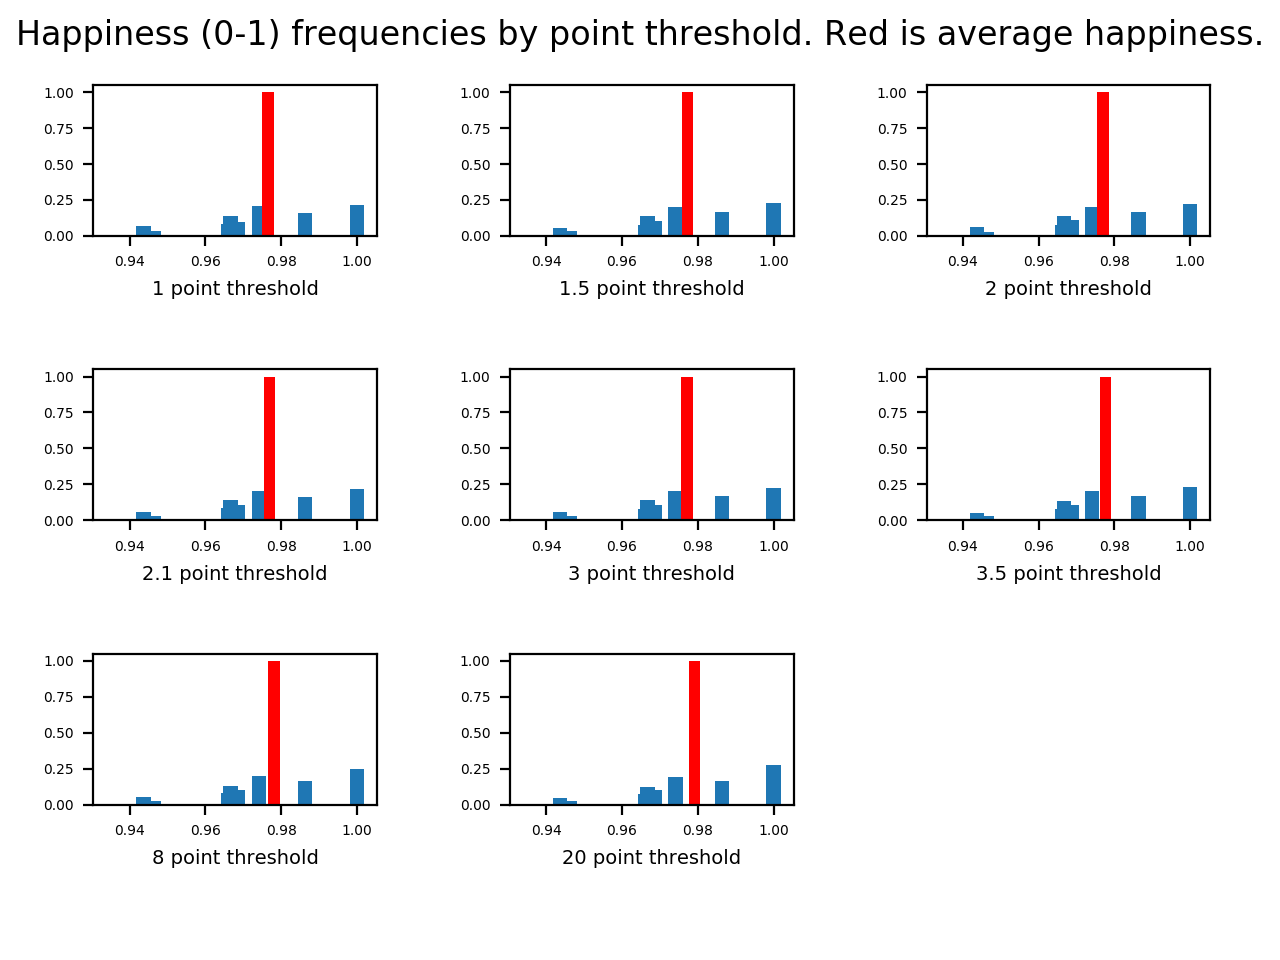 Happiness (0-1) frequencies by point threshold. Red is average happiness.
1.00 1.00 1.00
0.75 0.75 0.75
0.50 0.50 0.50
0.25 0.25 0.25
0.00 0.00 0.00
0.94 0.96 0.98 1.00 0.94 0.96 0.98 1.00 0.94 0.96 0.98 1.00
1 point threshold 1.5 point threshold 2 point threshold
1.00 1.00 1.00
0.75 0.75 0.75
0.50 0.50 0.50
0.25 0.25 0.25
0.00 0.00 0.00
0.94 0.96 0.98 1.00 0.94 0.96 0.98 1.00 0.94 0.96 0.98 1.00
2.1 point threshold 3 point threshold 3.5 point threshold
1.00 1.00
0.75 0.75
0.50 0.50
0.25 0.25
0.00 0.00
0.94 0.96 0.98 1.00 0.94 0.96 0.98 1.00
8 point threshold 20 point threshold